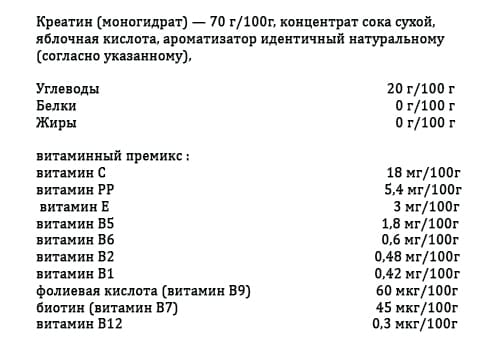 Креатин (моногидрат) — 70 г/100г, концентрат сока сухой,
яблочная кислота, ароматизатор идентичный натуральному
(согласно указанному),
Углеводы 20 г/100 г
Белки 0 г/100 г
Жиры 0 г/100 г
витаминный премикс :
витамин С 18 мг/100г
витамин РР 5,4 мг/100г
витамин Е 3 мг/100г
витамин В5 1,8 мг/100г
витамин В6 0,6 мг/100г
витамин В2 0,48 мг/100г
витамин В1 0,42 мг/100г
фолиевая кислота (витамин В9) 60 мкг/100г
биотин (витамин В7) 45 мкг/100г
витамин В12 0,3 мкг/100г